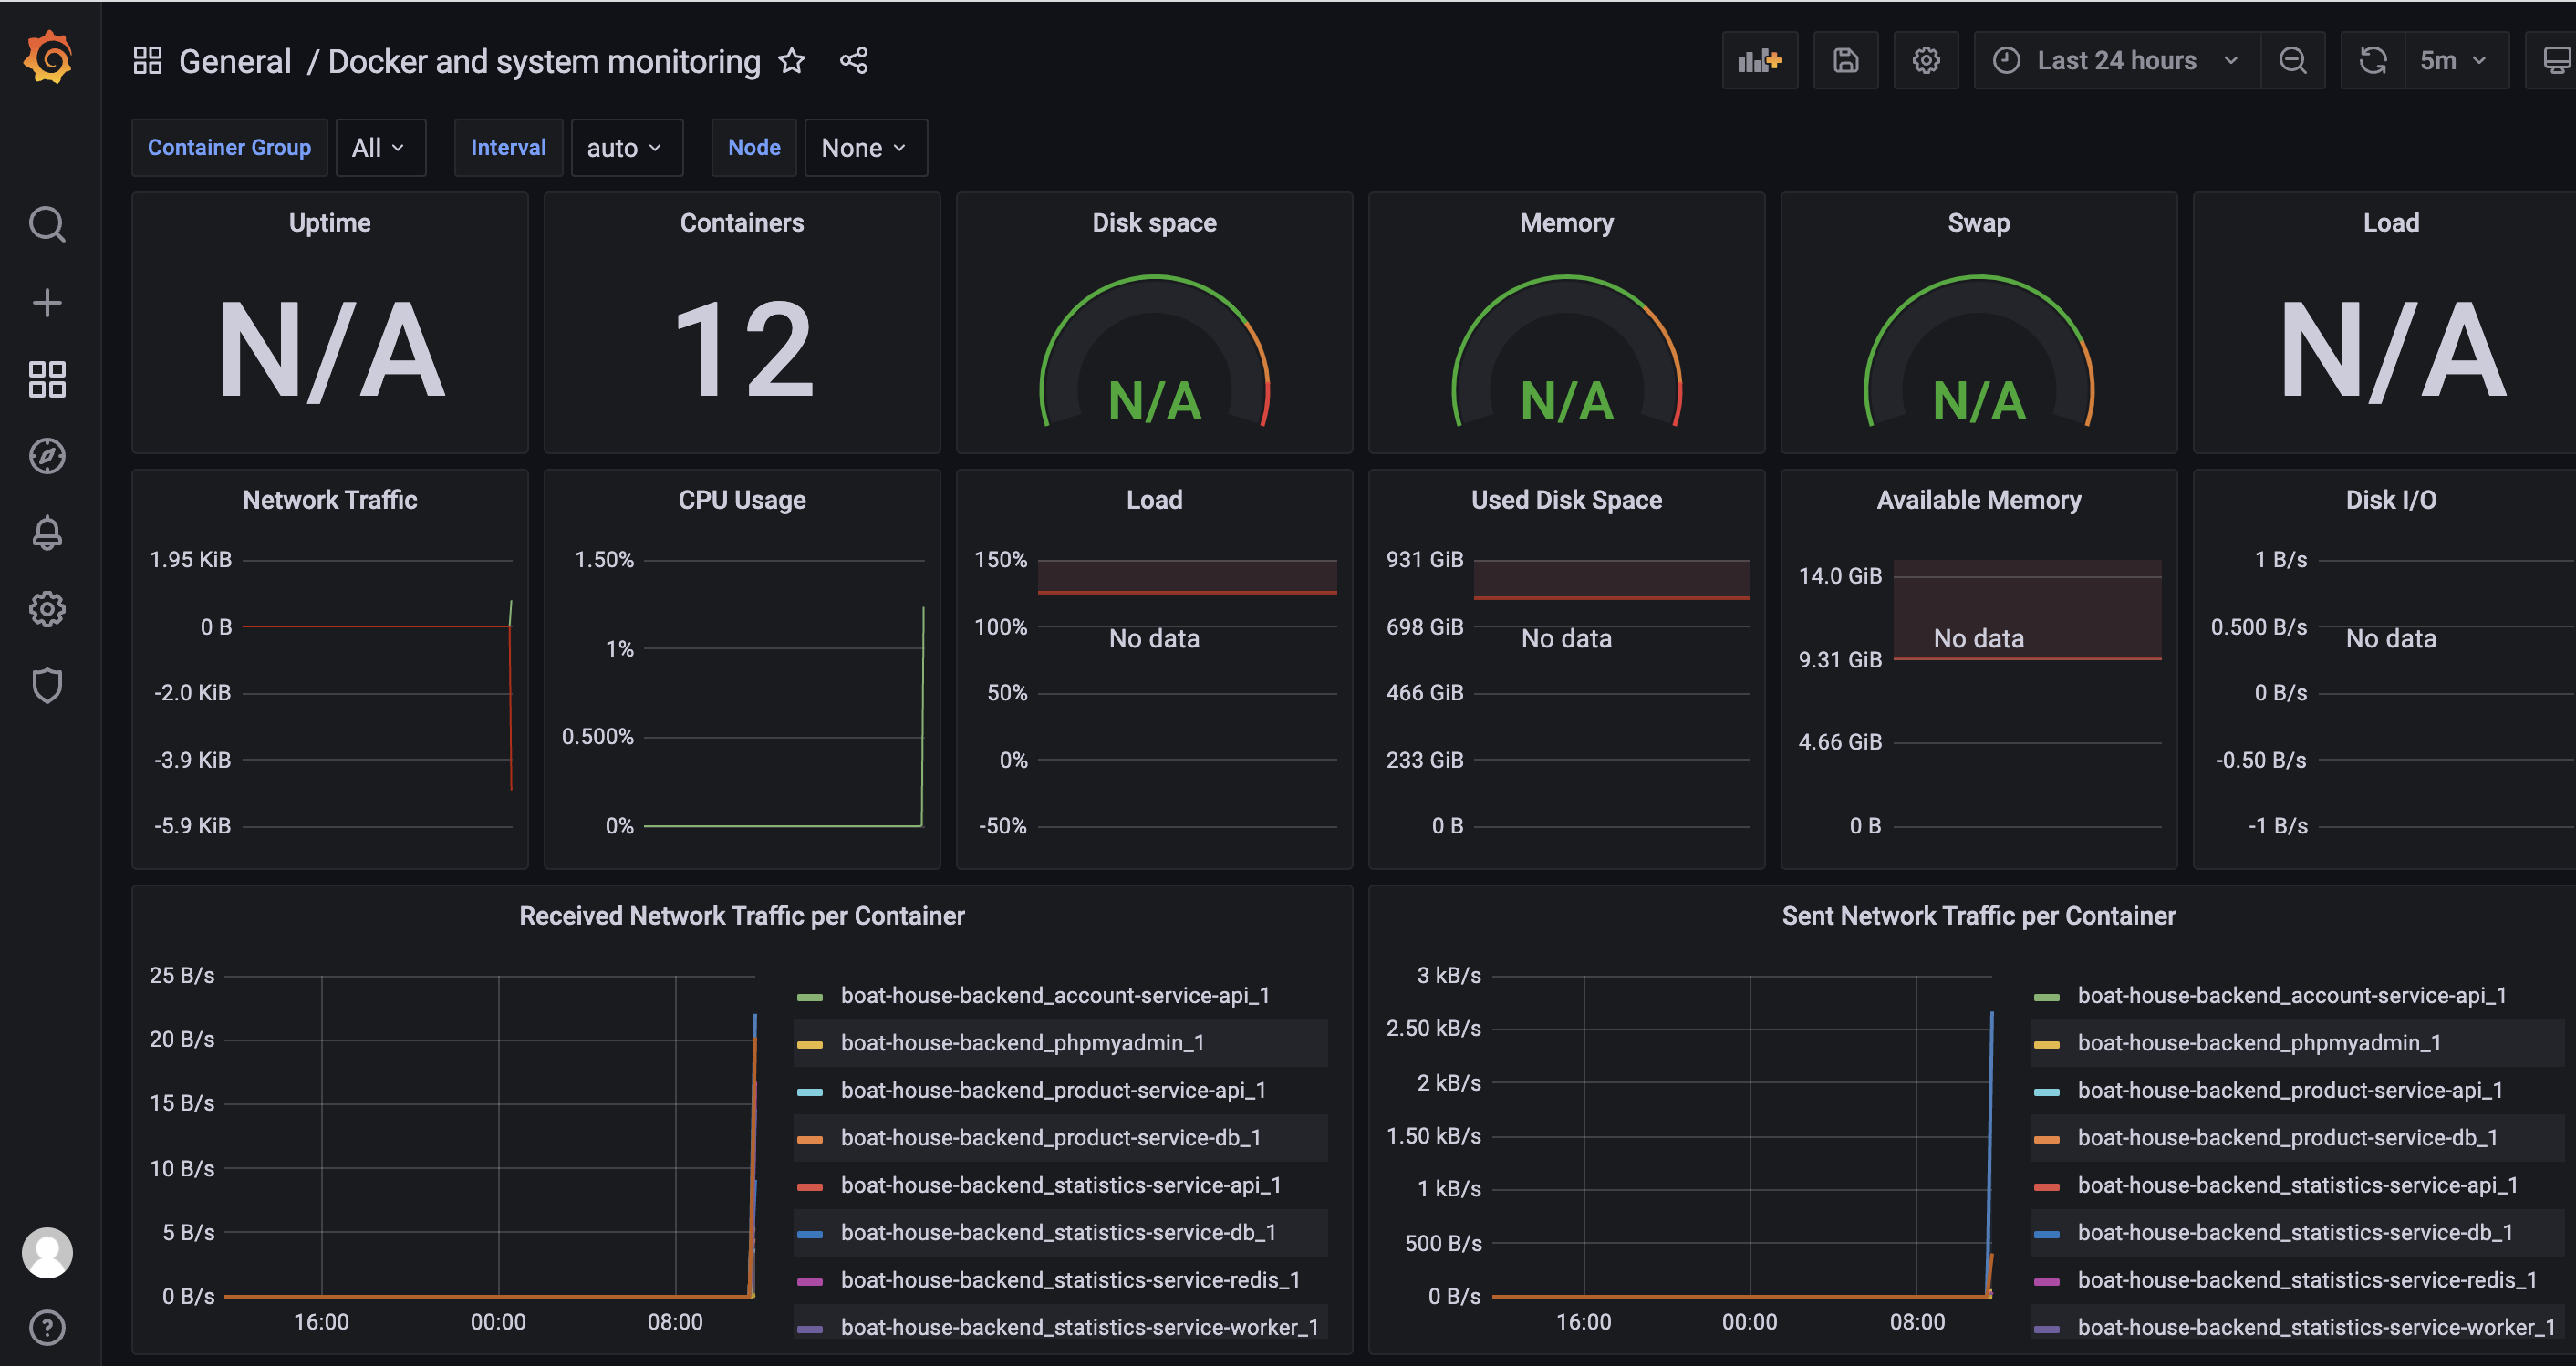 General / Docker and system monitoring
Last 24 hours
5m
Container Group All Interval auto Node None
Uptime
N/A
Containers
12
Disk space
N/A
Memory
N/A
Swap
N/A
Load
N/A
Network Traffic
1.95 KiB
0 B
-2.0 KiB
-3.9 KiB
-5.9 KiB
CPU Usage
1.50%
1%
0.500%
0%
Load
150%
100%
50%
0%
-50%
No data
Used Disk Space
931 GiB
698 GiB
466 GiB
233 GiB
0 B
No data
Available Memory
14.0 GiB
9.31 GiB
4.66 GiB
0 B
No data
Disk I/O
1 B/s
0.500 B/s
0 B/s
-0.50 B/s
-1 B/s
No data
Received Network Traffic per Container
25 B/s
20 B/s
15 B/s
10 B/s
5 B/s
0 B/s
16:00 00:00 08:00
boat-house-backend_account-service-api_1
boat-house-backend_phpmyadmin_1
boat-house-backend_product-service-api_1
boat-house-backend_product-service-db_1
boat-house-backend_statistics-service-api_1
boat-house-backend_statistics-service-db_1
boat-house-backend_statistics-service-redis_1
boat-house-backend_statistics-service-worker_1
Sent Network Traffic per Container
3 kB/s
2.50 kB/s
2 kB/s
1.50 kB/s
1 kB/s
500 B/s
0 B/s
16:00 00:00 08:00
boat-house-backend_account-service-api_1
boat-house-backend_phpmyadmin_1
boat-house-backend_product-service-api_1
boat-house-backend_product-service-db_1
boat-house-backend_statistics-service-api_1
boat-house-backend_statistics-service-db_1
boat-house-backend_statistics-service-redis_1
boat-house-backend_statistics-service-worker_1